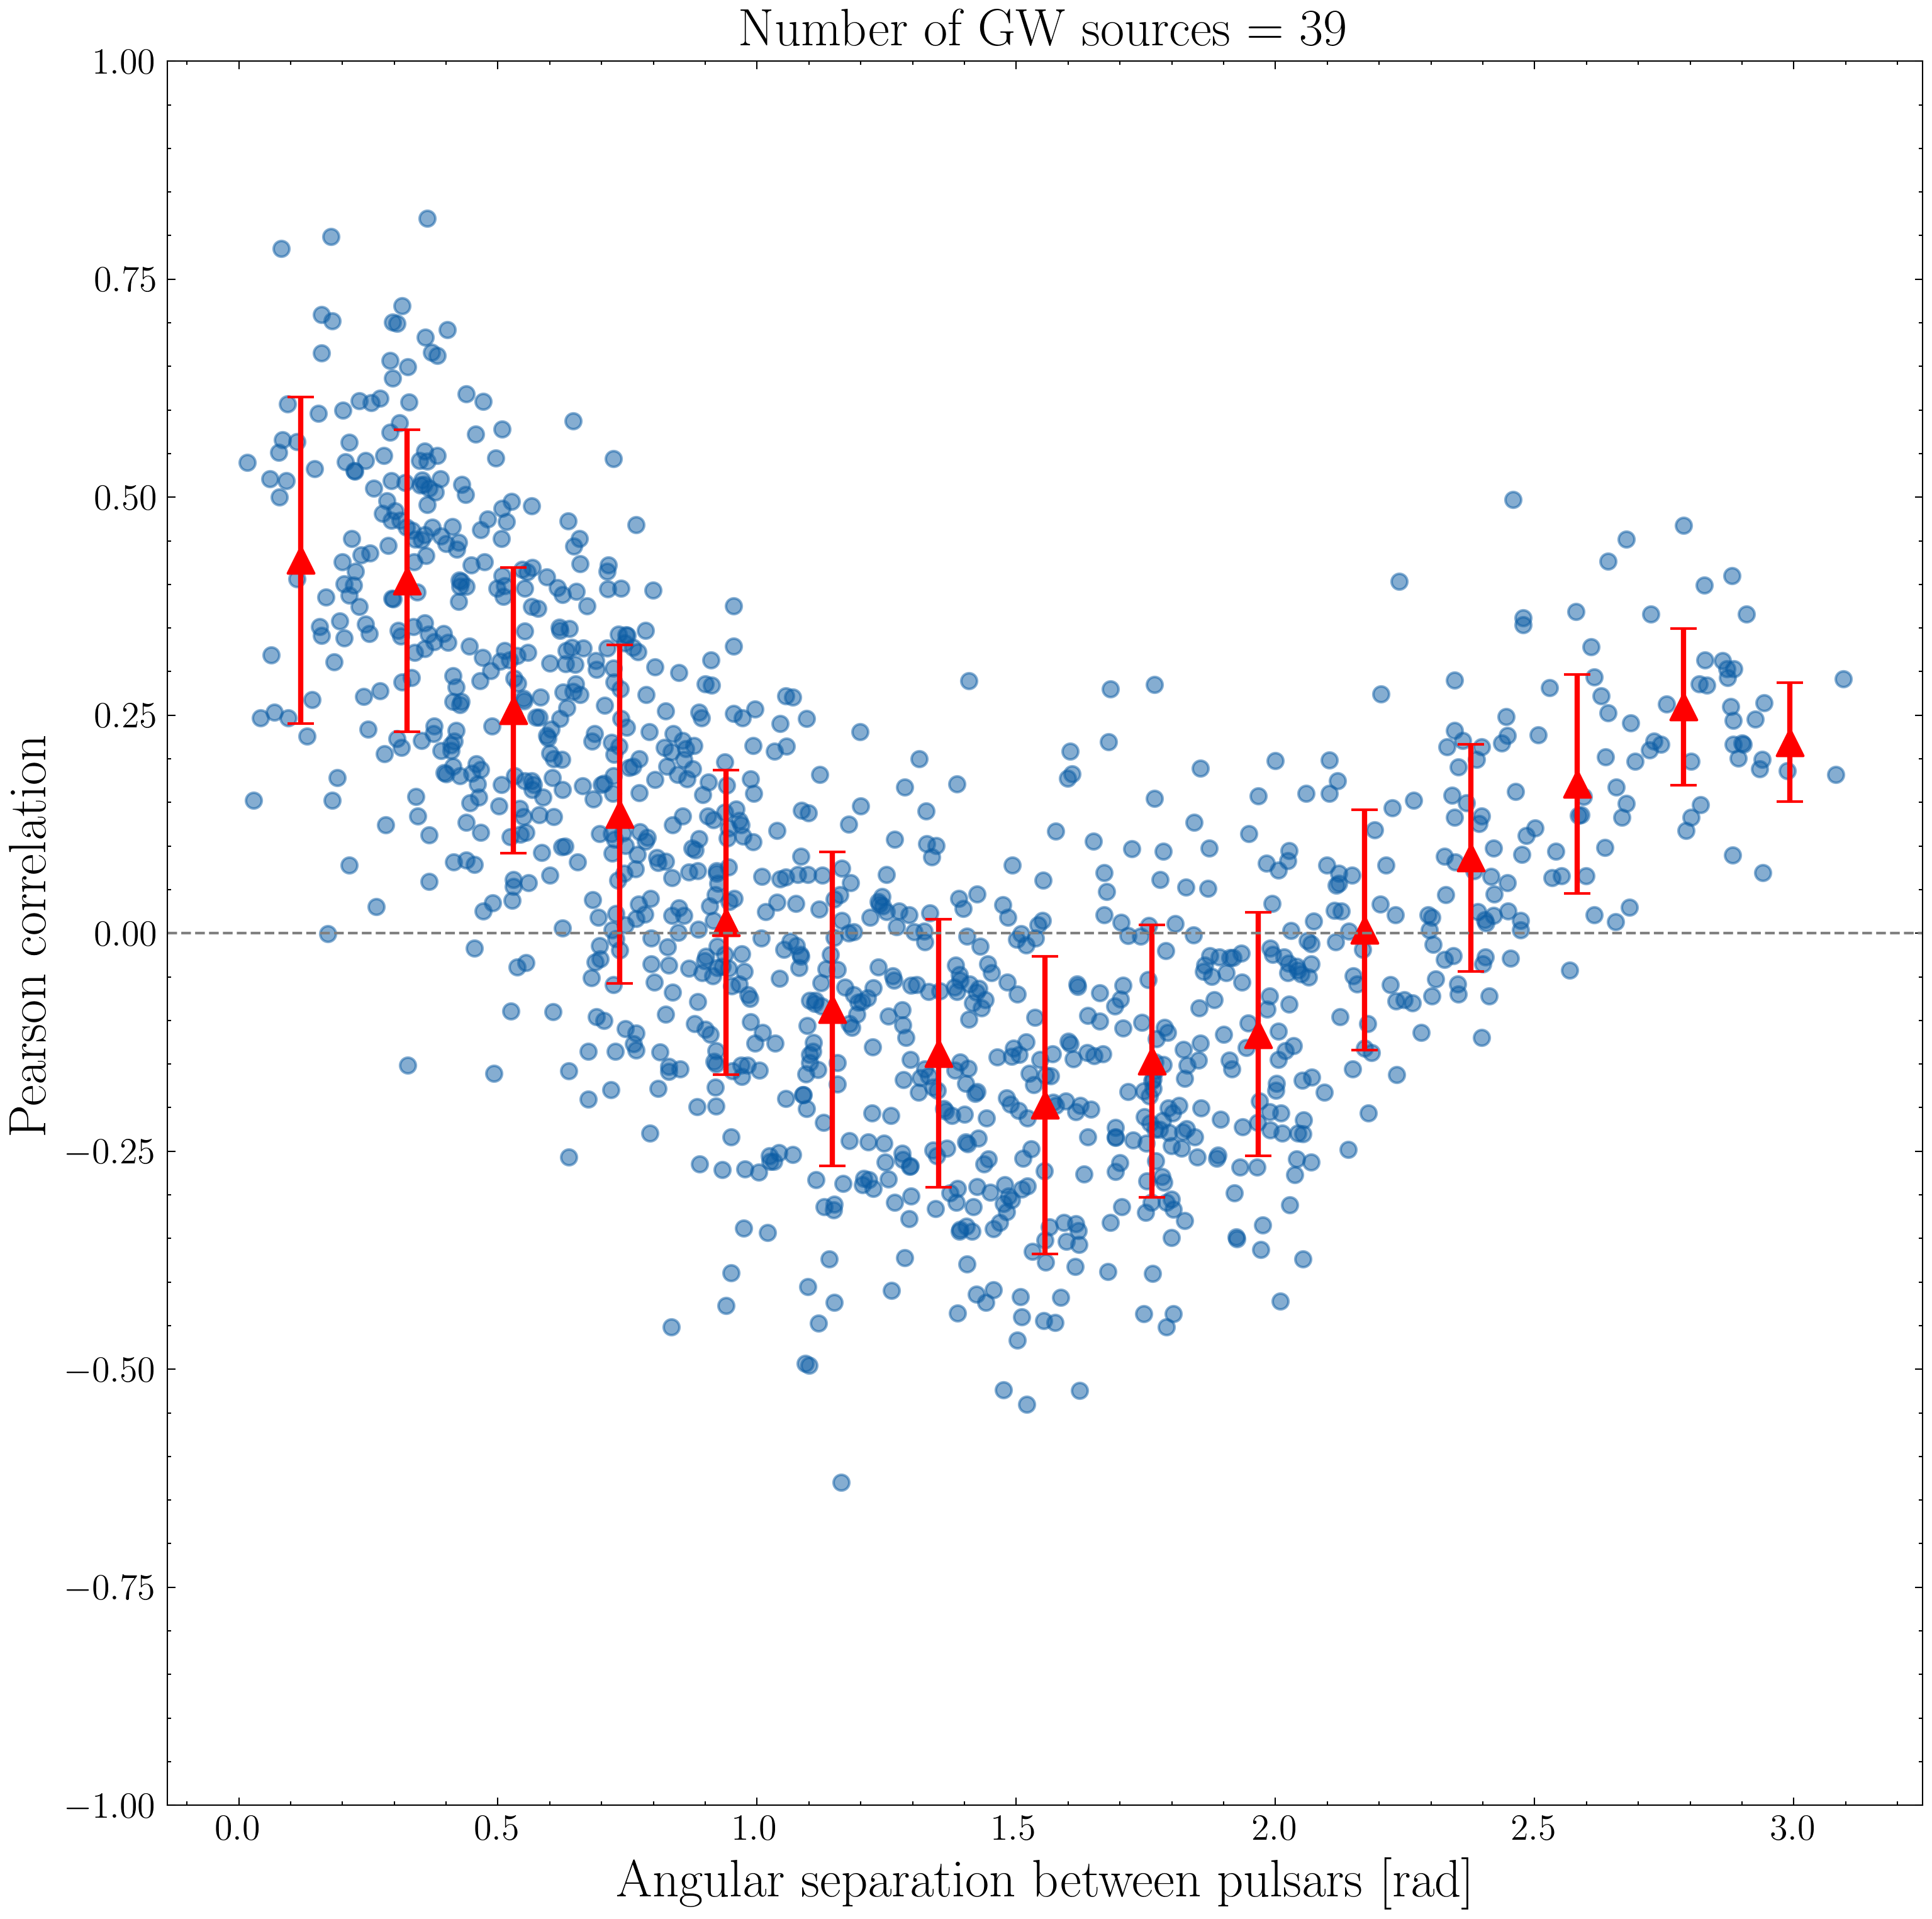 Number of GW sources = 39
1.00
0.75
0.50
0.25
0.00
−0.25
−0.50
−0.75
−1.00
Pearson correlation
0.0 0.5 1.0 1.5 2.0 2.5 3.0
Angular separation between pulsars [rad]